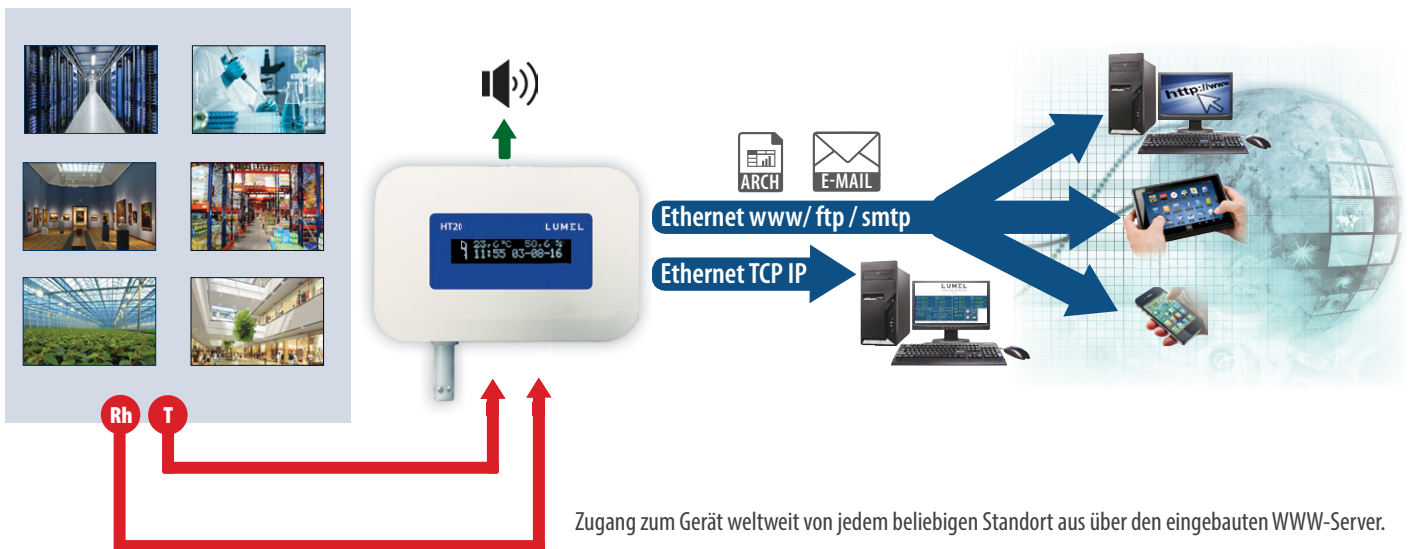 HT20 LUMEL
23,6°C 50,6 %
11:55 03-08-16
Rh T
ARCH E-MAIL
Ethernet www/ ftp / smtp
Ethernet TCP IP
http://www
LUMEL
Zugang zum Gerät weltweit von jedem beliebigen Standort aus über den eingebauten WWW-Server.